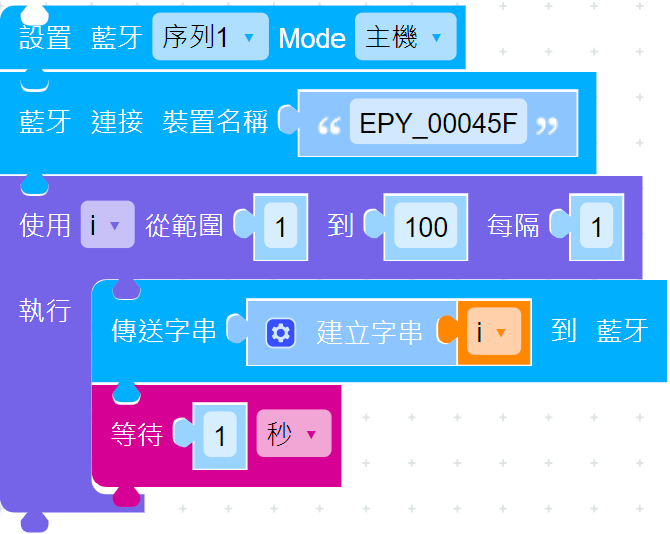 設置 藍牙 序列1 Mode 主機
藍牙 連接 裝置名稱 “ EPY_00045F ”
使用 i 從範圍 1 到 100 每隔 1
執行
傳送字串 建立字串 i 到 藍牙
等待 1 秒